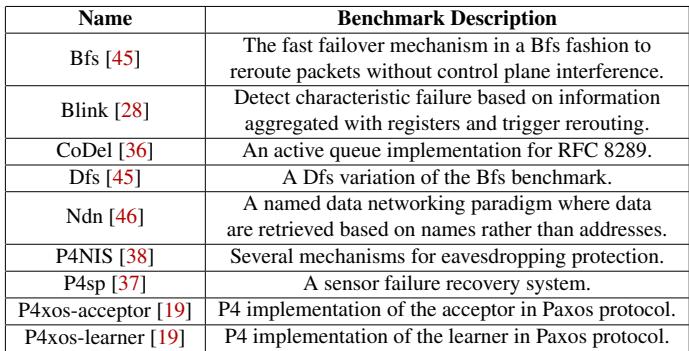 Name Benchmark Description
Bfs [45] The fast failover mechanism in a Bfs fashion to
reroute packets without control plane interference.
Blink [28] Detect characteristic failure based on information
aggregated with registers and trigger rerouting.
CoDel [36] An active queue implementation for RFC 8289.
Dfs [45] A Dfs variation of the Bfs benchmark.
Ndn [46] A named data networking paradigm where data
are retrieved based on names rather than addresses.
P4NIS [38] Several mechanisms for eavesdropping protection.
P4sp [37] A sensor failure recovery system.
P4xos-acceptor [19] P4 implementation of the acceptor in Paxos protocol.
P4xos-learner [19] P4 implementation of the learner in Paxos protocol.